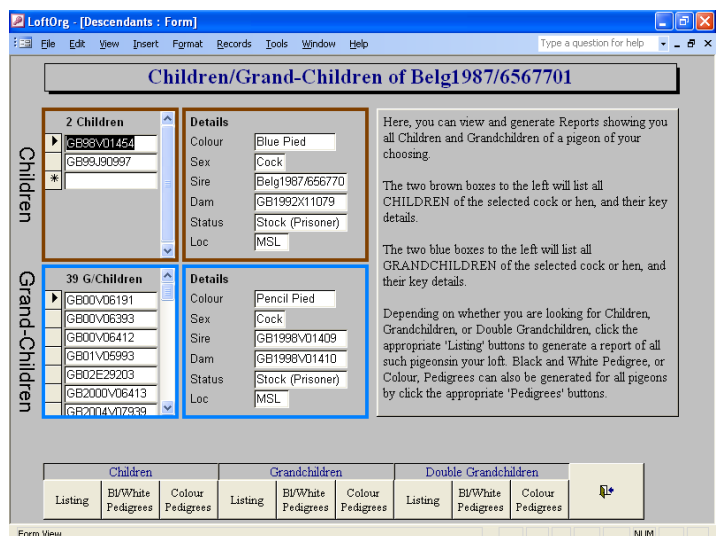 LoftOrg - [Descendants : Form]
File Edit View Insert Format Records Tools Window Help
Type a question for help
Children/Grand-Children of Belg1987/6567701
Children
2 Children
GB98V01454
GB99J90997
*
Details
Colour Blue Pied
Sex Cock
Sire Belg1987/656770
Dam GB1992X11079
Status Stock (Prisoner)
Loc MSL
Grand-Children
39 G/Children
GB00V06191
GB00V06393
GB00V06412
GB01V05993
GB02E29203
GB2000V06413
GB2004V07939
Details
Colour Pencil Pied
Sex Cock
Sire GB1998V01409
Dam GB1998V01410
Status Stock (Prisoner)
Loc MSL
Here, you can view and generate Reports showing you
all Children and Grandchildren of a pigeon of your
choosing.
The two brown boxes to the left will list all
CHILDREN of the selected cock or hen, and their key
details.
The two blue boxes to the left will list all
GRANDCHILDREN of the selected cock or hen, and
their key details.
Depending on whether you are looking for Children,
Grandchildren, or Double Grandchildren, click the
appropriate 'Listing' buttons to generate a report of all
such pigeonsin your loft. Black and White Pedigree, or
Colour, Pedigrees can also be generated for all pigeons
by click the appropriate 'Pedigrees' buttons.
Children
Listing
Bl/White
Pedigrees
Colour
Pedigrees
Grandchildren
Listing
Bl/White
Pedigrees
Colour
Pedigrees
Double Grandchildren
Listing
Bl/White
Pedigrees
Colour
Pedigrees
Form View
NUM